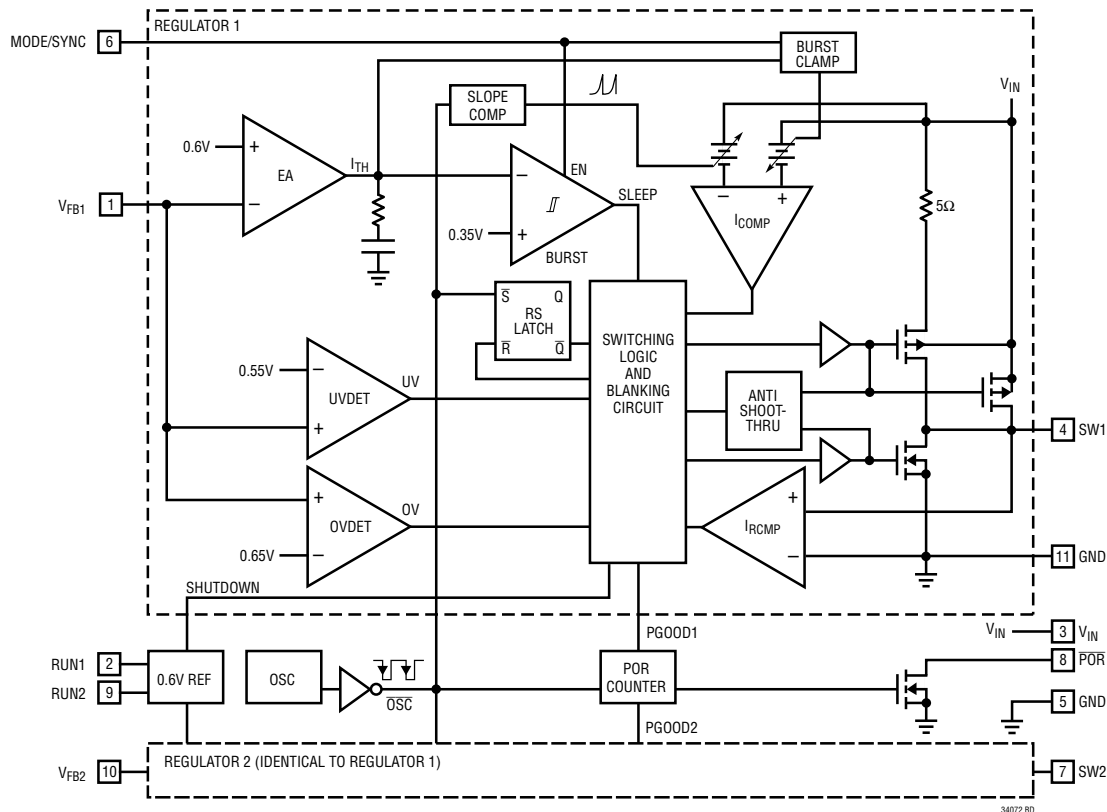 REGULATOR 1
MODE/SYNC 6
BURST
CLAMP
V_IN
SLOPE
COMP
0.6V
+
EA
−
I_TH
V_FB1 1
−
EN
SLEEP
0.35V
+
BURST
− +
I_COMP
5Ω
S̅ Q
RS
LATCH
R̅ Q̅
SWITCHING
LOGIC
AND
BLANKING
CIRCUIT
ANTI
SHOOT-
THRU
0.55V
−
UVDET
+
UV
4 SW1
+
OVDET
−
OV
0.65V
+
I_RCMP
−
11 GND
SHUTDOWN
PGOOD1
V_IN 3 V_IN
RUN1 2
RUN2 9
0.6V REF
OSC
O̅S̅C̅
POR
COUNTER
8 P̅O̅R̅
5 GND
PGOOD2
REGULATOR 2 (IDENTICAL TO REGULATOR 1)
V_FB2 10
7 SW2
34072 BD